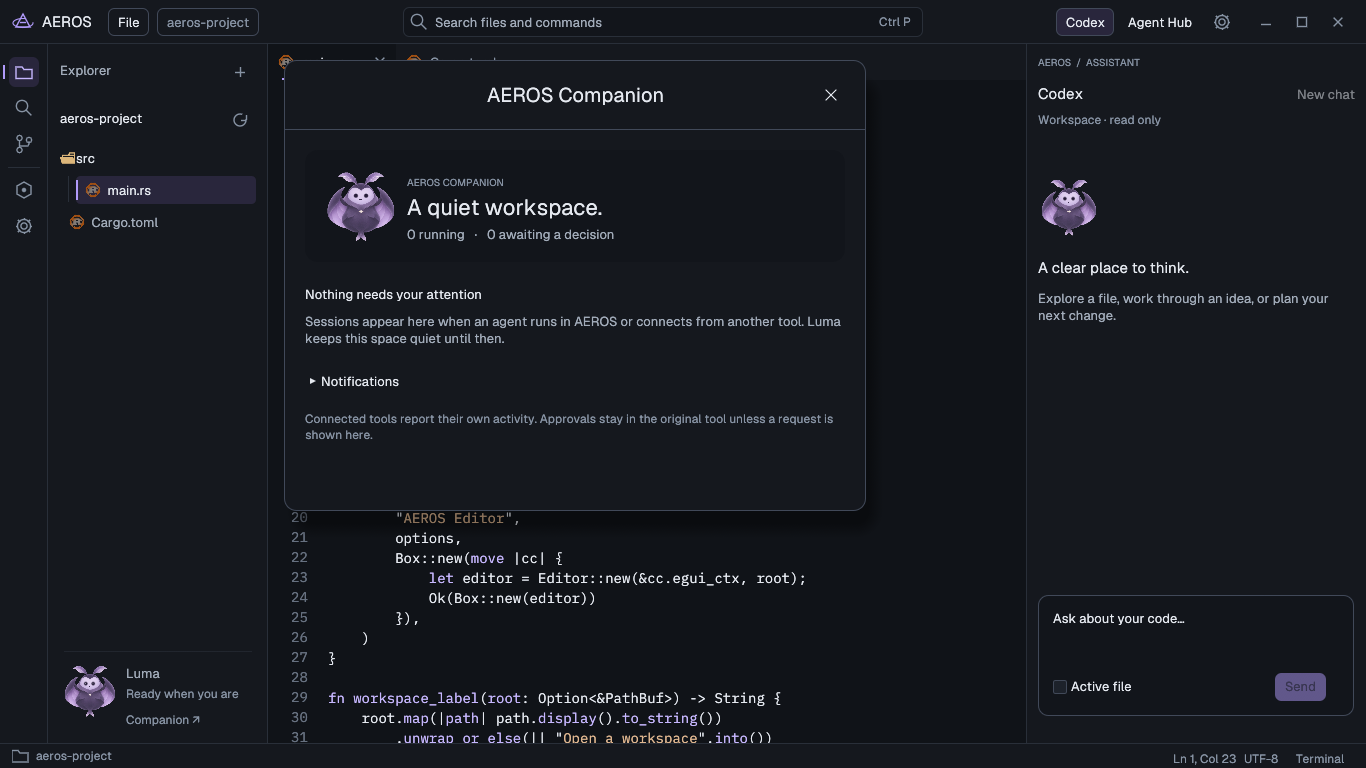 AEROS File aeros-project Search files and commands Ctrl P Codex Agent Hub
Explorer
aeros-project
src
main.rs
Cargo.toml
Luma
Ready when you are
Companion ↗
AEROS Companion
AEROS COMPANION
A quiet workspace.
0 running · 0 awaiting a decision
Nothing needs your attention
Sessions appear here when an agent runs in AEROS or connects from another tool. Luma
keeps this space quiet until then.
Notifications
Connected tools report their own activity. Approvals stay in the original tool unless a request is
shown here.
20 "AEROS Editor",
21 options,
22 Box::new(move |cc| {
23 let editor = Editor::new(&cc.egui_ctx, root);
24 Ok(Box::new(editor))
25 }),
26 )
27 }
28
29 fn workspace_label(root: Option<&PathBuf>) -> String {
30 root.map(|path| path.display().to_string())
31 .unwrap_or_else(|| "Open a workspace".into())
AEROS / ASSISTANT
Codex New chat
Workspace · read only
A clear place to think.
Explore a file, work through an idea, or plan your
next change.
Ask about your code…
Active file Send
aeros-project Ln 1, Col 23 UTF-8 Terminal